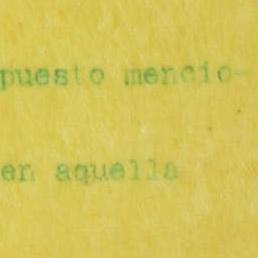 puesto mencio-
en aquella